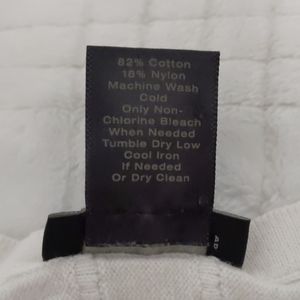 82% Cotton
18% Nylon
Machine Wash
Cold
Only Non-
Chlorine Bleach
When Needed
Tumble Dry Low
Cool Iron
If Needed
Or Dry Clean